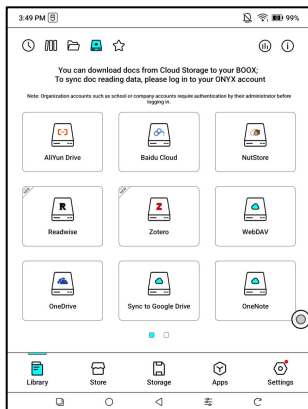 3:49 PM
99%
You can download docs from Cloud Storage to your BOOX;
To sync doc reading data, please log in to your ONYX account
Note: Organization accounts such as school or company accounts require authentication by their administrator before
logging in.
AliYun Drive
Baidu Cloud
NutStore
NEW
R
Readwise
NEW
Z
Zotero
WebDAV
OneDrive
Sync to Google Drive
OneNote
Library
Store
Storage
Apps
Settings